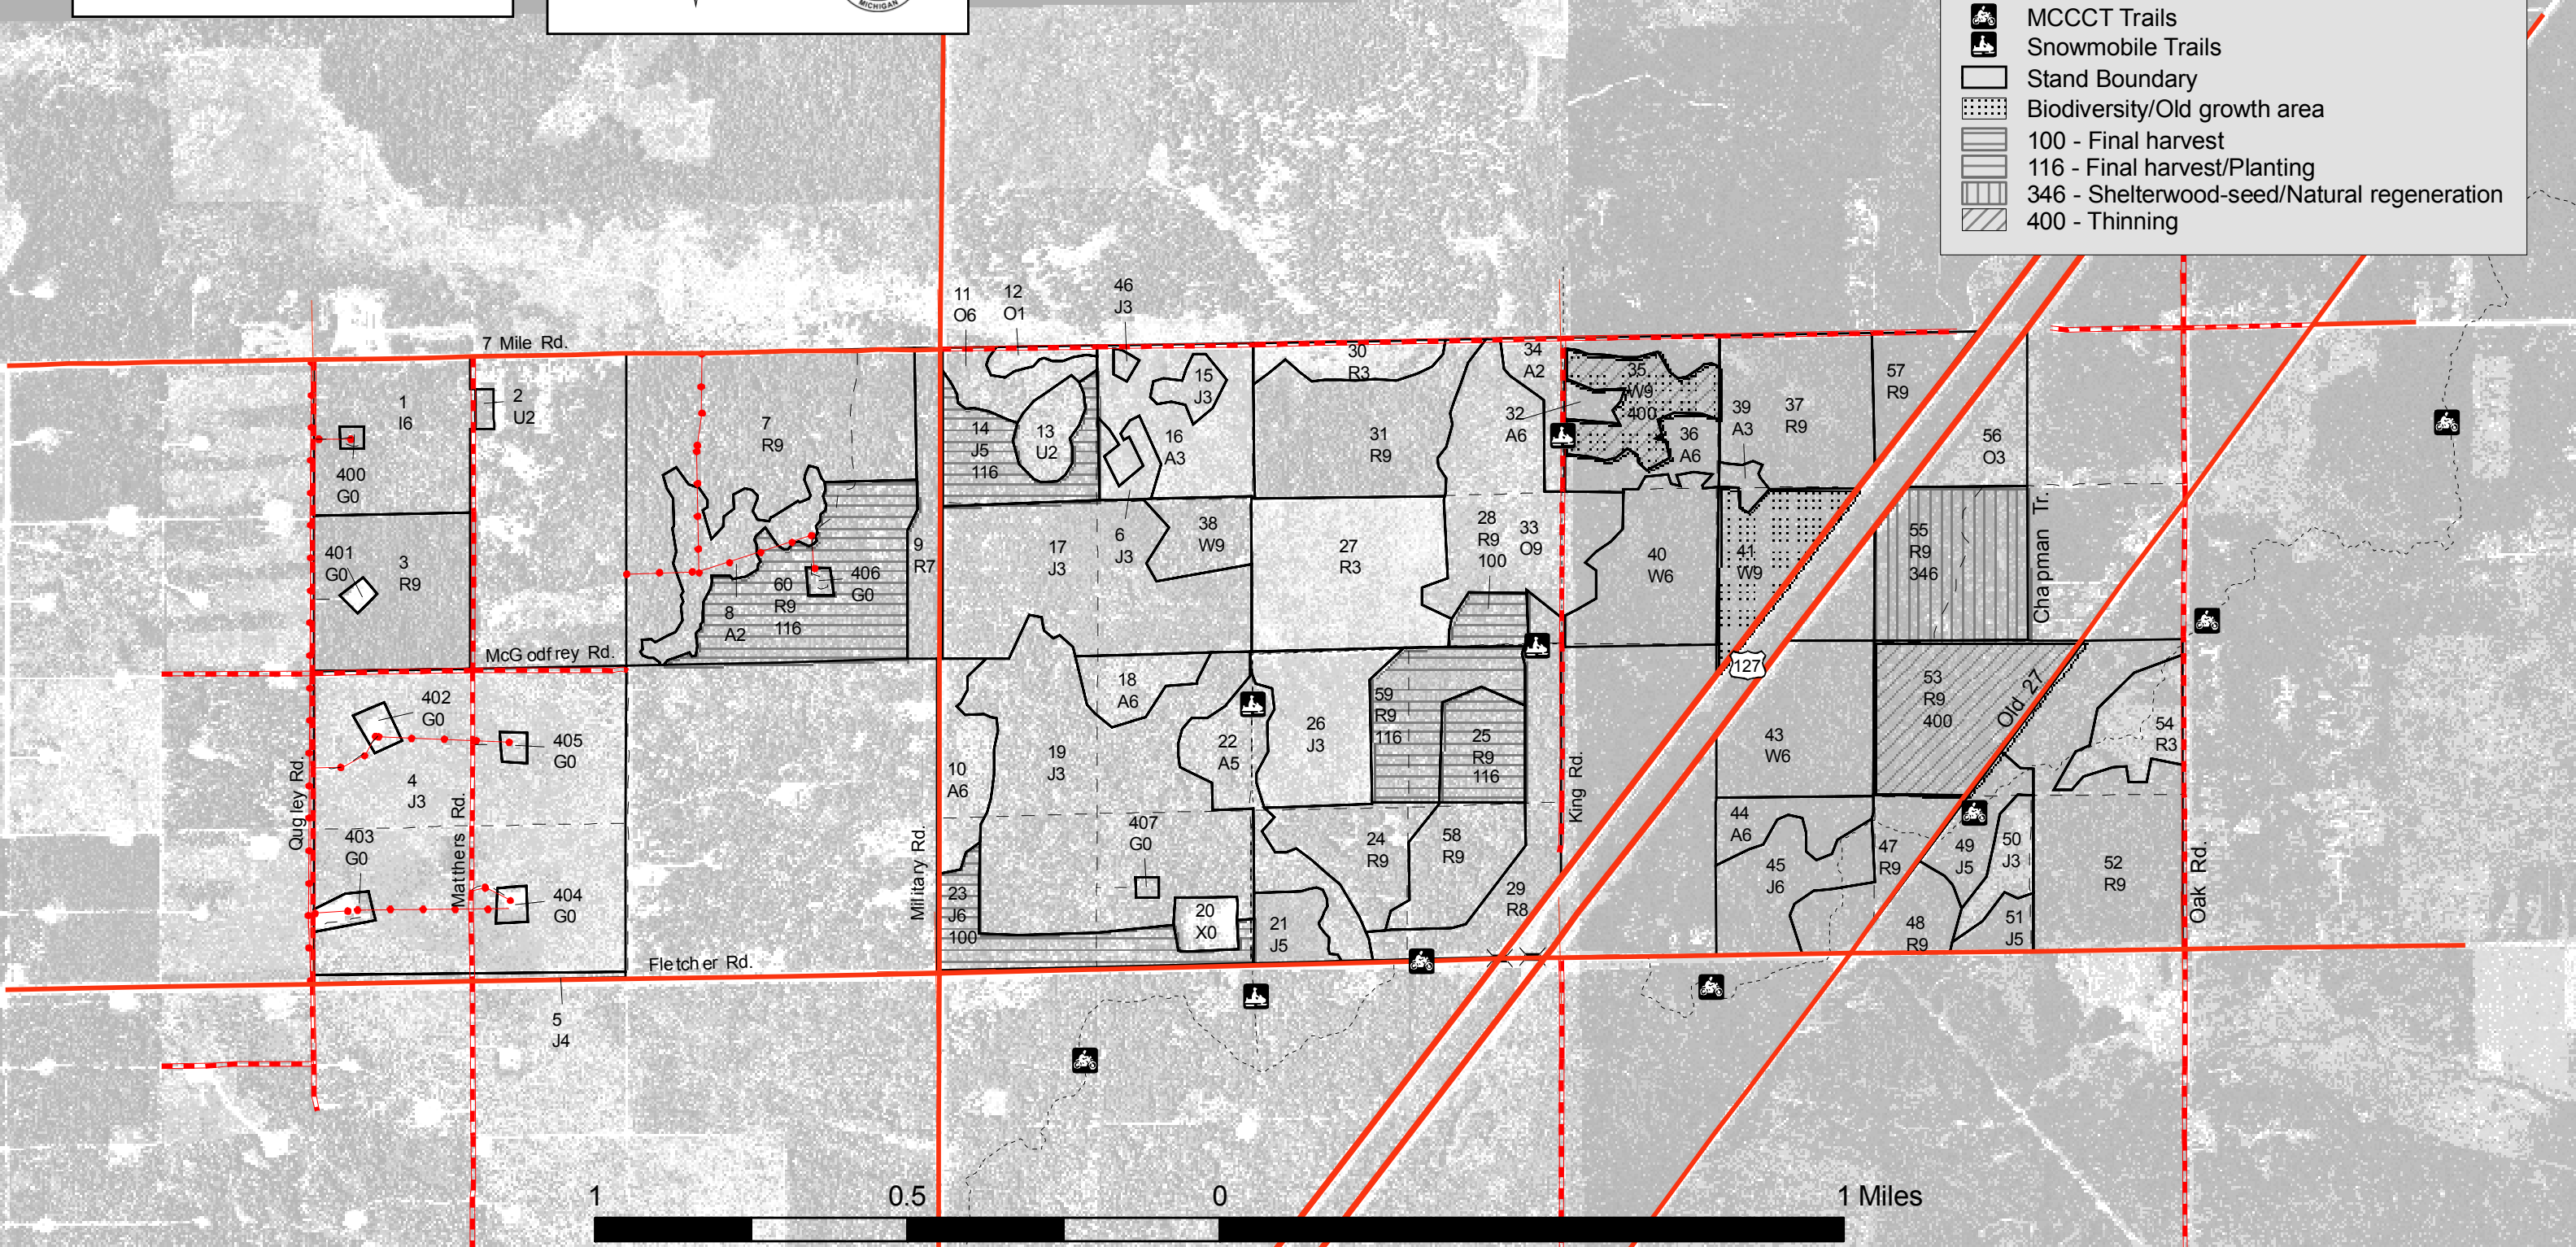 MICHIGAN
MCCCT Trails
Snowmobile Trails
Stand Boundary
Biodiversity/Old growth area
100 - Final harvest
116 - Final harvest/Planting
346 - Shelterwood-seed/Natural regeneration
400 - Thinning
7 Mile Rd.
McGodfrey Rd.
Fletcher Rd.
Qugley Rd.
Matthers Rd.
Military Rd.
King Rd.
Chapman Tr.
Old 27
Oak Rd.
127
1
I6
400
G0
2
U2
401
G0
3
R9
402
G0
405
G0
4
J3
403
G0
404
G0
5
J4
7
R9
8
A2
60
R9
116
406
G0
9
R7
11
O6
12
O1
46
J3
14
J5
116
13
U2
15
J3
16
A3
17
J3
6
J3
38
W9
18
A6
19
J3
10
A6
22
A5
407
G0
23
J6
100
20
X0
21
J5
30
R3
31
R9
34
A2
32
A6
27
R3
28
R9
100
33
O9
26
J3
59
R9
116
25
R9
116
24
R9
58
R9
29
R8
35
W9
400
36
A6
39
A3
37
R9
57
R9
56
O3
40
W6
41
W9
55
R9
346
43
W6
53
R9
400
54
R3
44
A6
45
J6
47
R9
48
R9
49
J5
50
J3
51
J5
52
R9
1
0.5
0
1 Miles